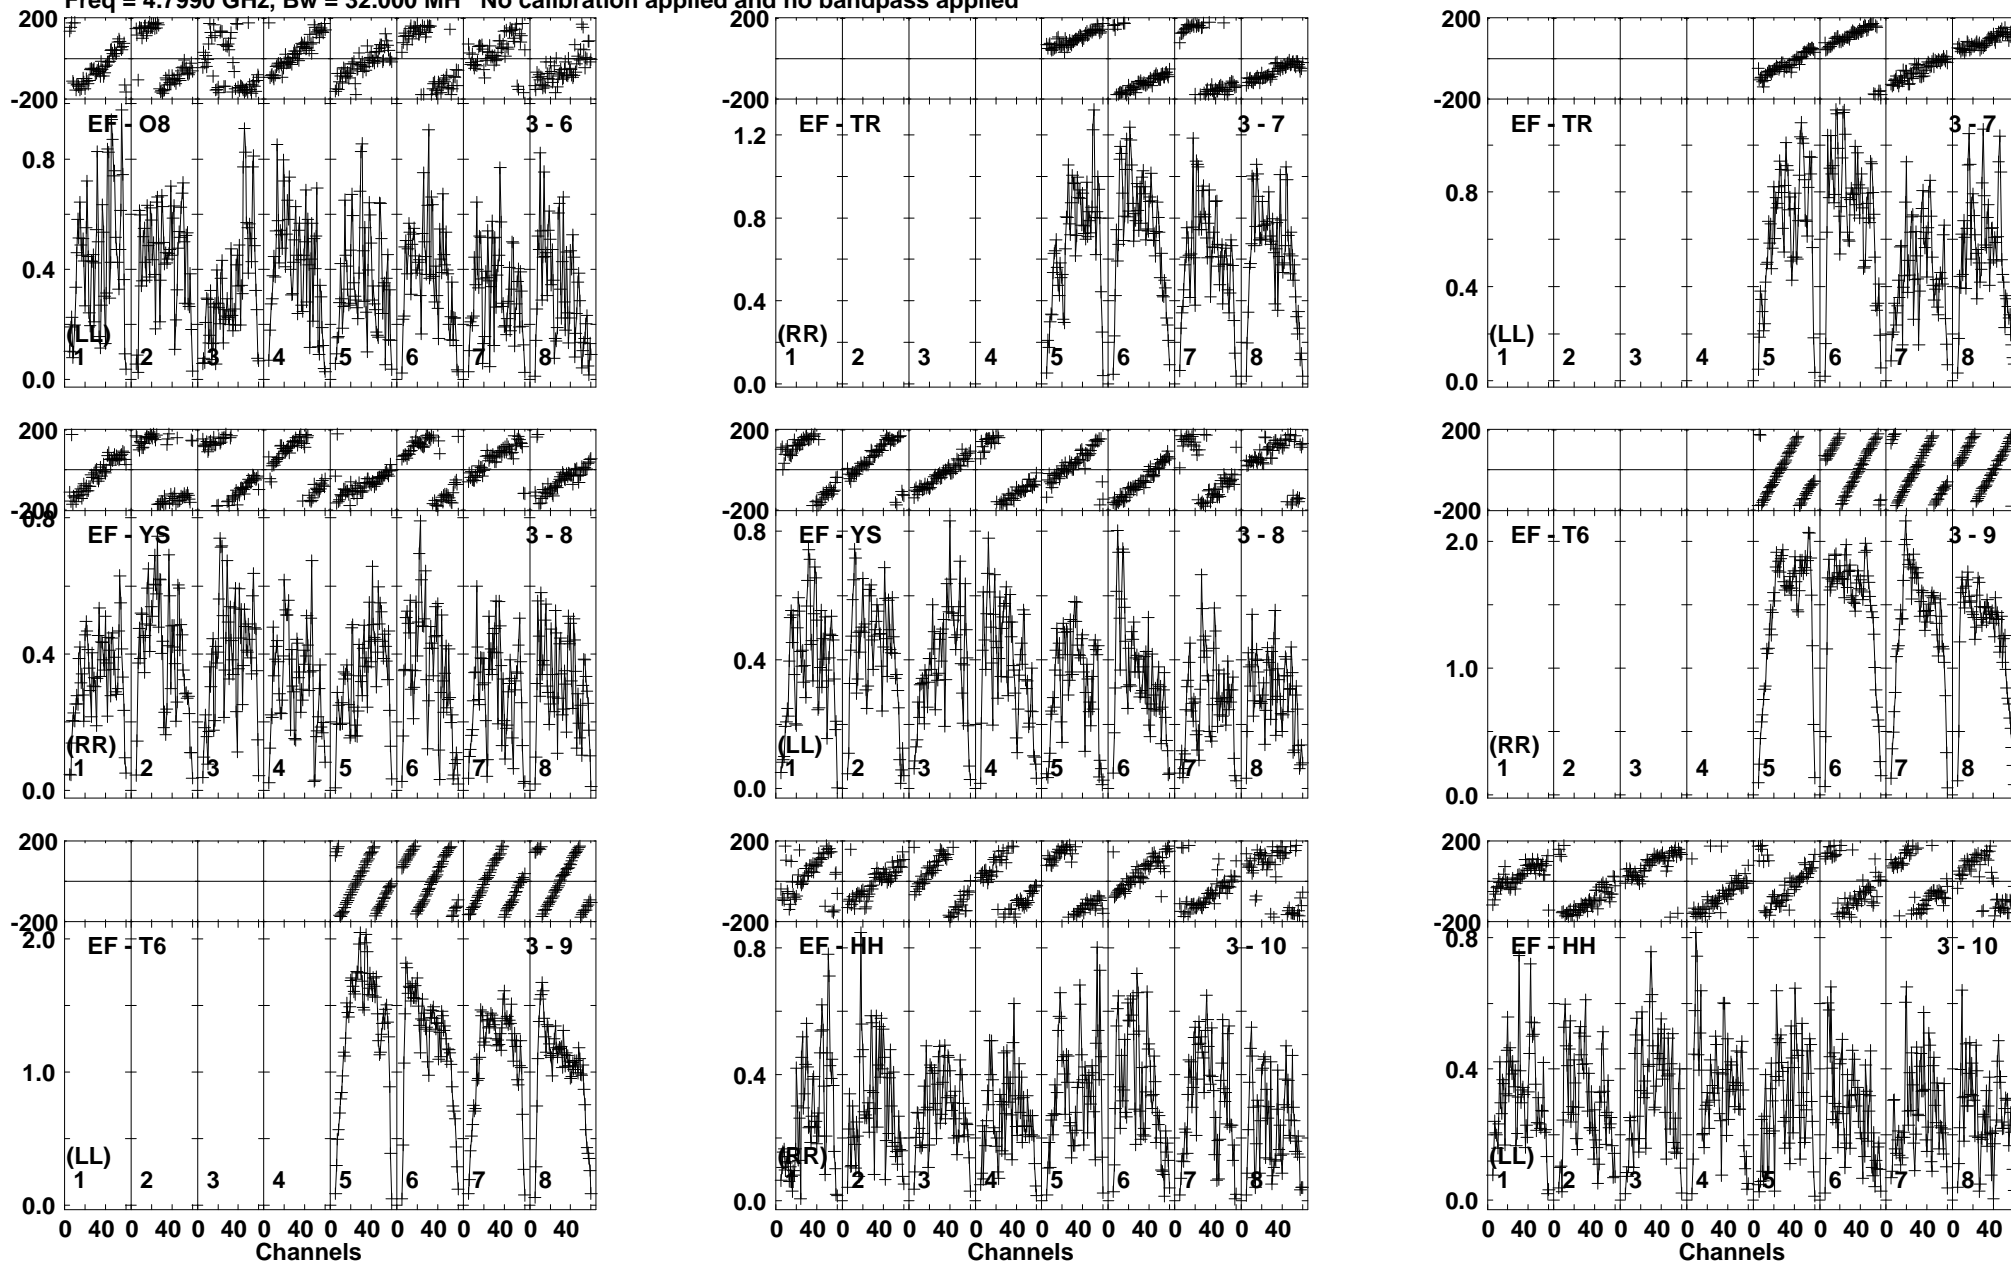 Freq = 4.7990 GHz, Bw = 32.000 MH   No calibration applied and no bandpass applied
200 200 200
-200 -200 -200
EF - O8 3 - 6 EF - TR 3 - 7 EF - TR 3 - 7
0.8 1.2 0.8
0.4 0.8 0.4
0.4
(LL) (RR) (LL)
1 2 3 4 5 6 7 8 1 2 3 4 5 6 7 8 1 2 3 4 5 6 7 8
0.0 0.0 0.0
200 200 200
-200 -200 -200
0.8 EF - YS 3 - 8 0.8 EF - YS 3 - 8 2.0 EF - T6 3 - 9
0.4 0.4 1.0
(RR) (LL) (RR)
1 2 3 4 5 6 7 8 1 2 3 4 5 6 7 8 1 2 3 4 5 6 7 8
0.0 0.0 0.0
200 200 200
-200 -200 -200
2.0 EF - T6 3 - 9 0.8 EF - HH 3 - 10 0.8 EF - HH 3 - 10
1.0 0.4 0.4
(LL) (RR) (LL)
1 2 3 4 5 6 7 8 1 2 3 4 5 6 7 8 1 2 3 4 5 6 7 8
0.0 0.0 0.0
0 40 0 40 0 40 0 40 0 40 0 40 0 40 0 40 0 40 0 40 0 40 0 40 0 40 0 40 0 40 0 40 0 40 0 40 0 40 0 40 0 40 0 40 0 40 0 40
Channels Channels Channels